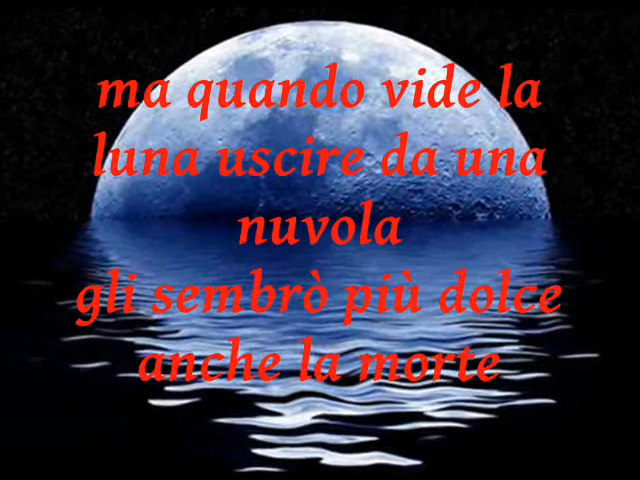 ma quando vide la
luna uscire da una
nuvola
gli sembrò più dolce
anche la morte